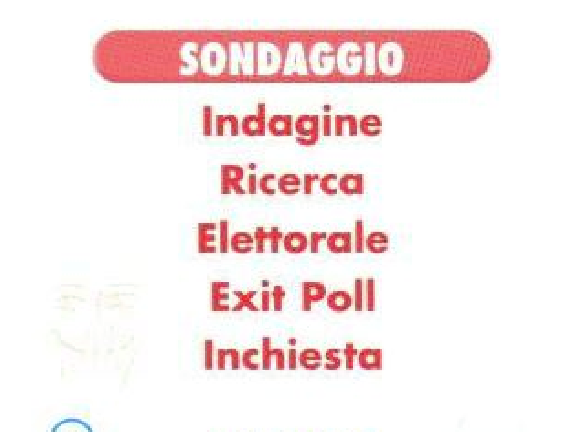 SONDAGGIO
Indagine
Ricerca
Elettorale
Exit Poll
Inchiesta